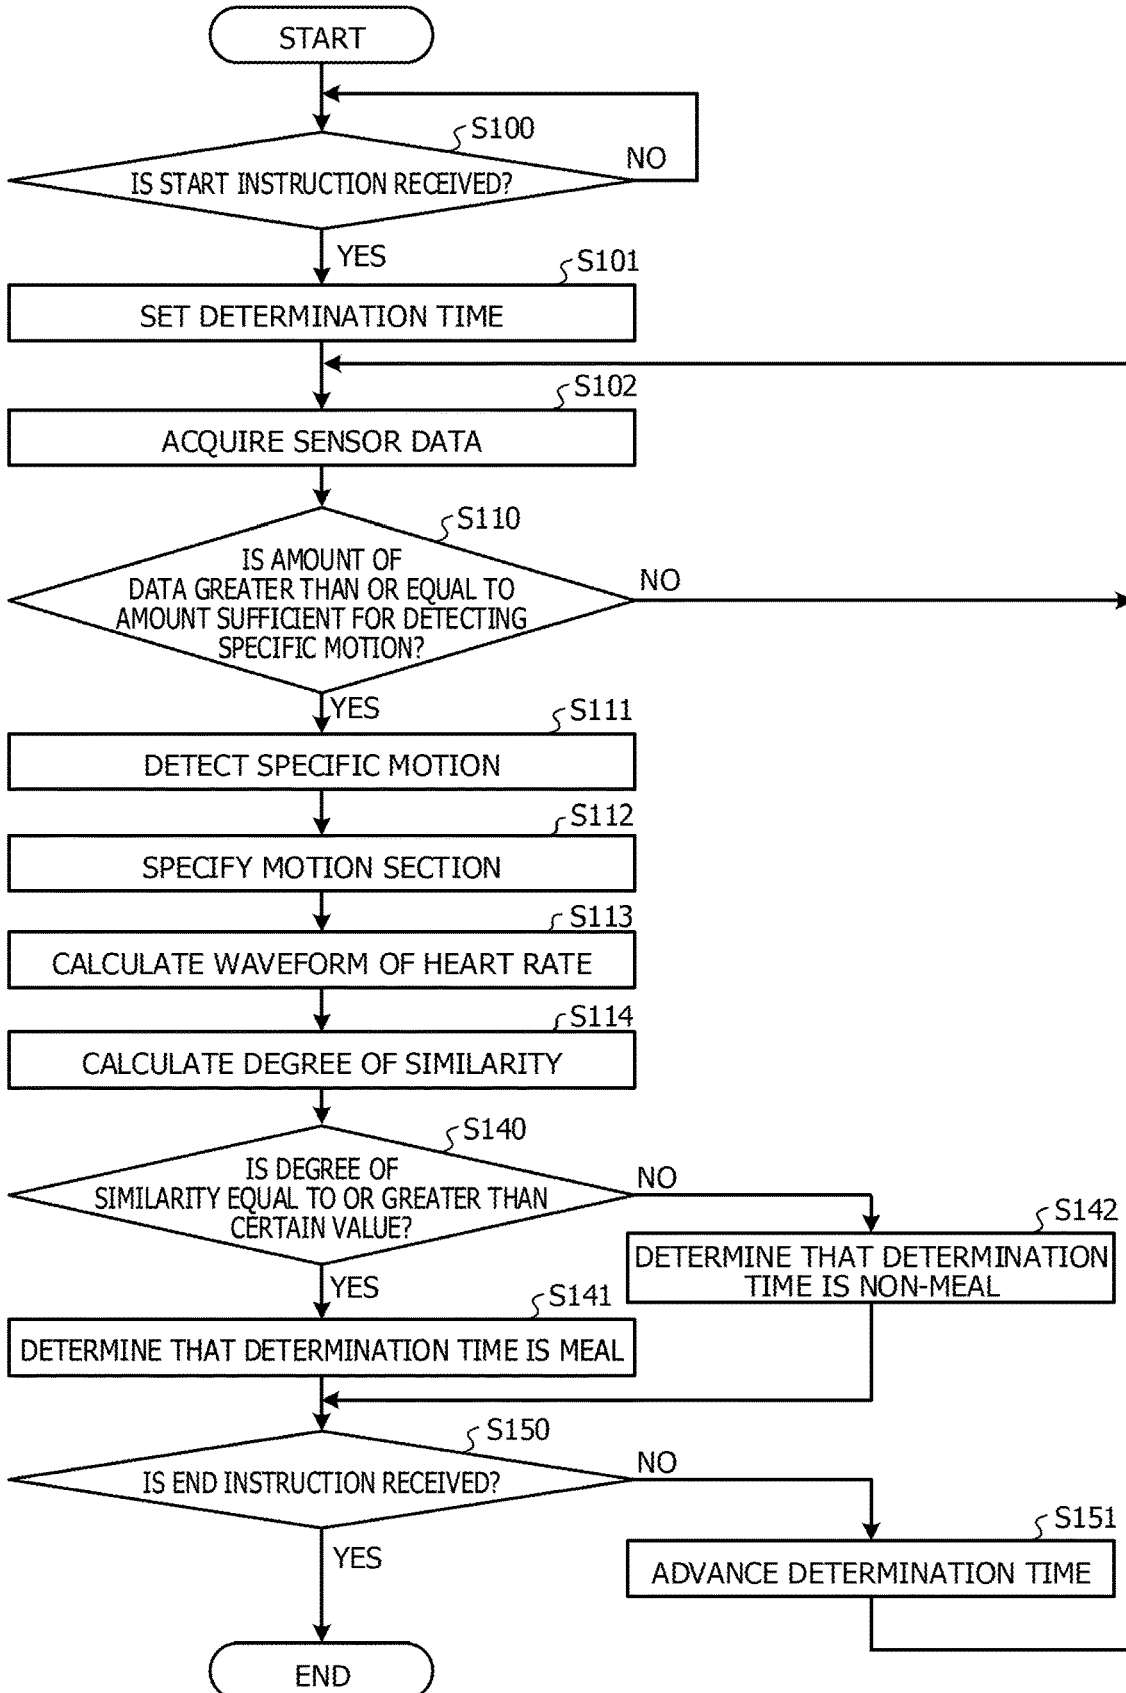 START
S100
NO
IS START INSTRUCTION RECEIVED?
YES
S101
SET DETERMINATION TIME
S102
ACQUIRE SENSOR DATA
S110
IS AMOUNT OF
DATA GREATER THAN OR EQUAL TO
AMOUNT SUFFICIENT FOR DETECTING
SPECIFIC MOTION?
NO
YES
S111
DETECT SPECIFIC MOTION
S112
SPECIFY MOTION SECTION
S113
CALCULATE WAVEFORM OF HEART RATE
S114
CALCULATE DEGREE OF SIMILARITY
S140
IS DEGREE OF
SIMILARITY EQUAL TO OR GREATER THAN
CERTAIN VALUE?
NO
S142
DETERMINE THAT DETERMINATION
TIME IS NON-MEAL
YES
S141
DETERMINE THAT DETERMINATION TIME IS MEAL
S150
IS END INSTRUCTION RECEIVED?
NO
S151
ADVANCE DETERMINATION TIME
YES
END